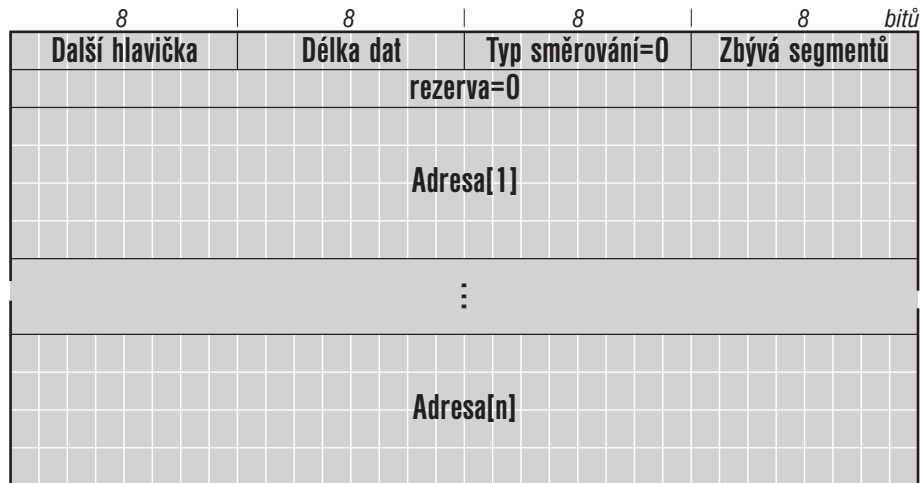 8 8 8 8 bitů
Další hlavička Délka dat Typ směrování=0 Zbývá segmentů
rezerva=0
Adresa[1]
⋮
Adresa[n]